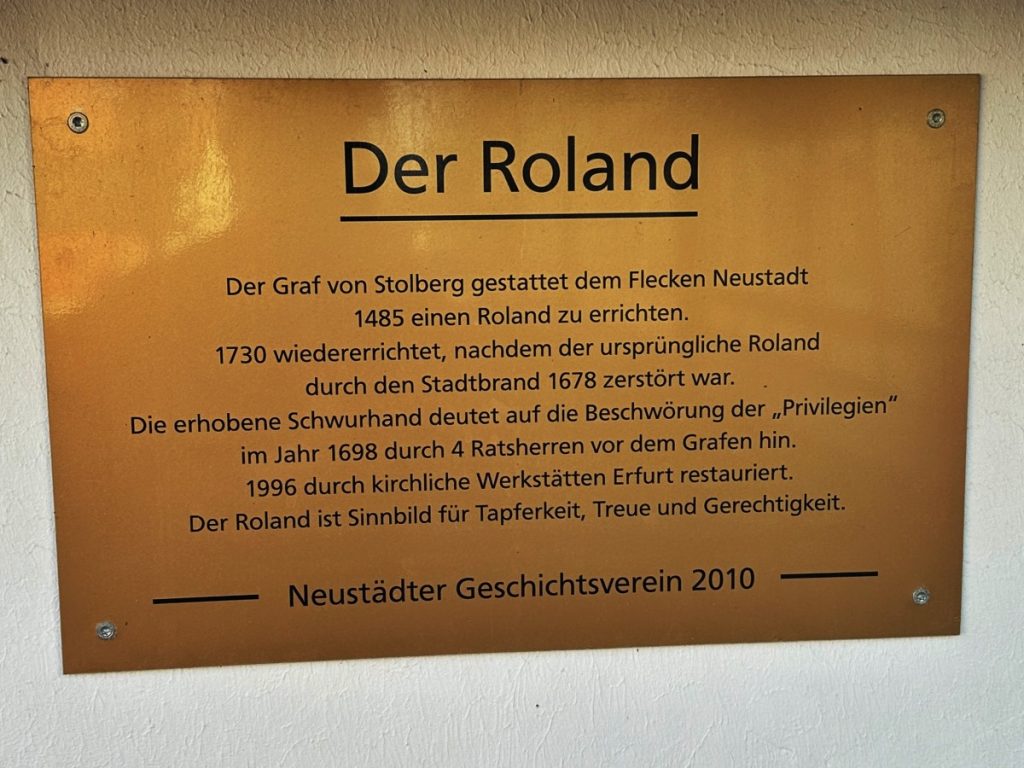 Der Roland
Der Graf von Stolberg gestattet dem Flecken Neustadt
1485 einen Roland zu errichten.
1730 wiedererrichtet, nachdem der ursprüngliche Roland
durch den Stadtbrand 1678 zerstört war.
Die erhobene Schwurhand deutet auf die Beschwörung der „Privilegien“
im Jahr 1698 durch 4 Ratsherren vor dem Grafen hin.
1996 durch kirchliche Werkstätten Erfurt restauriert.
Der Roland ist Sinnbild für Tapferkeit, Treue und Gerechtigkeit.
Neustädter Geschichtsverein 2010